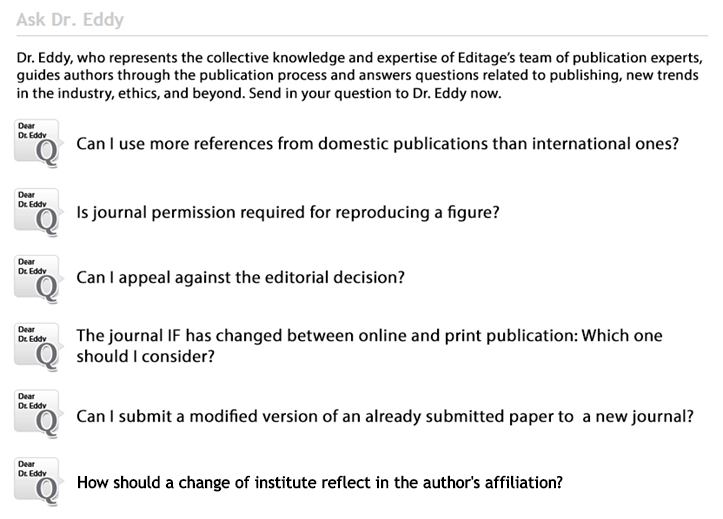 Ask Dr. Eddy
Dr. Eddy, who represents the collective knowledge and expertise of Editage's team of publication experts,
guides authors through the publication process and answers questions related to publishing, new trends
in the industry, ethics, and beyond. Send in your question to Dr. Eddy now.
Dear
Dr. Eddy
Q
Can I use more references from domestic publications than international ones?
Dear
Dr. Eddy
Q
Is journal permission required for reproducing a figure?
Dear
Dr. Eddy
Q
Can I appeal against the editorial decision?
Dear
Dr. Eddy
Q
The journal IF has changed between online and print publication: Which one
should I consider?
Dear
Dr. Eddy
Q
Can I submit a modified version of an already submitted paper to  a new journal?
Dear
Dr. Eddy
Q
How should a change of institute reflect in the author's affiliation?